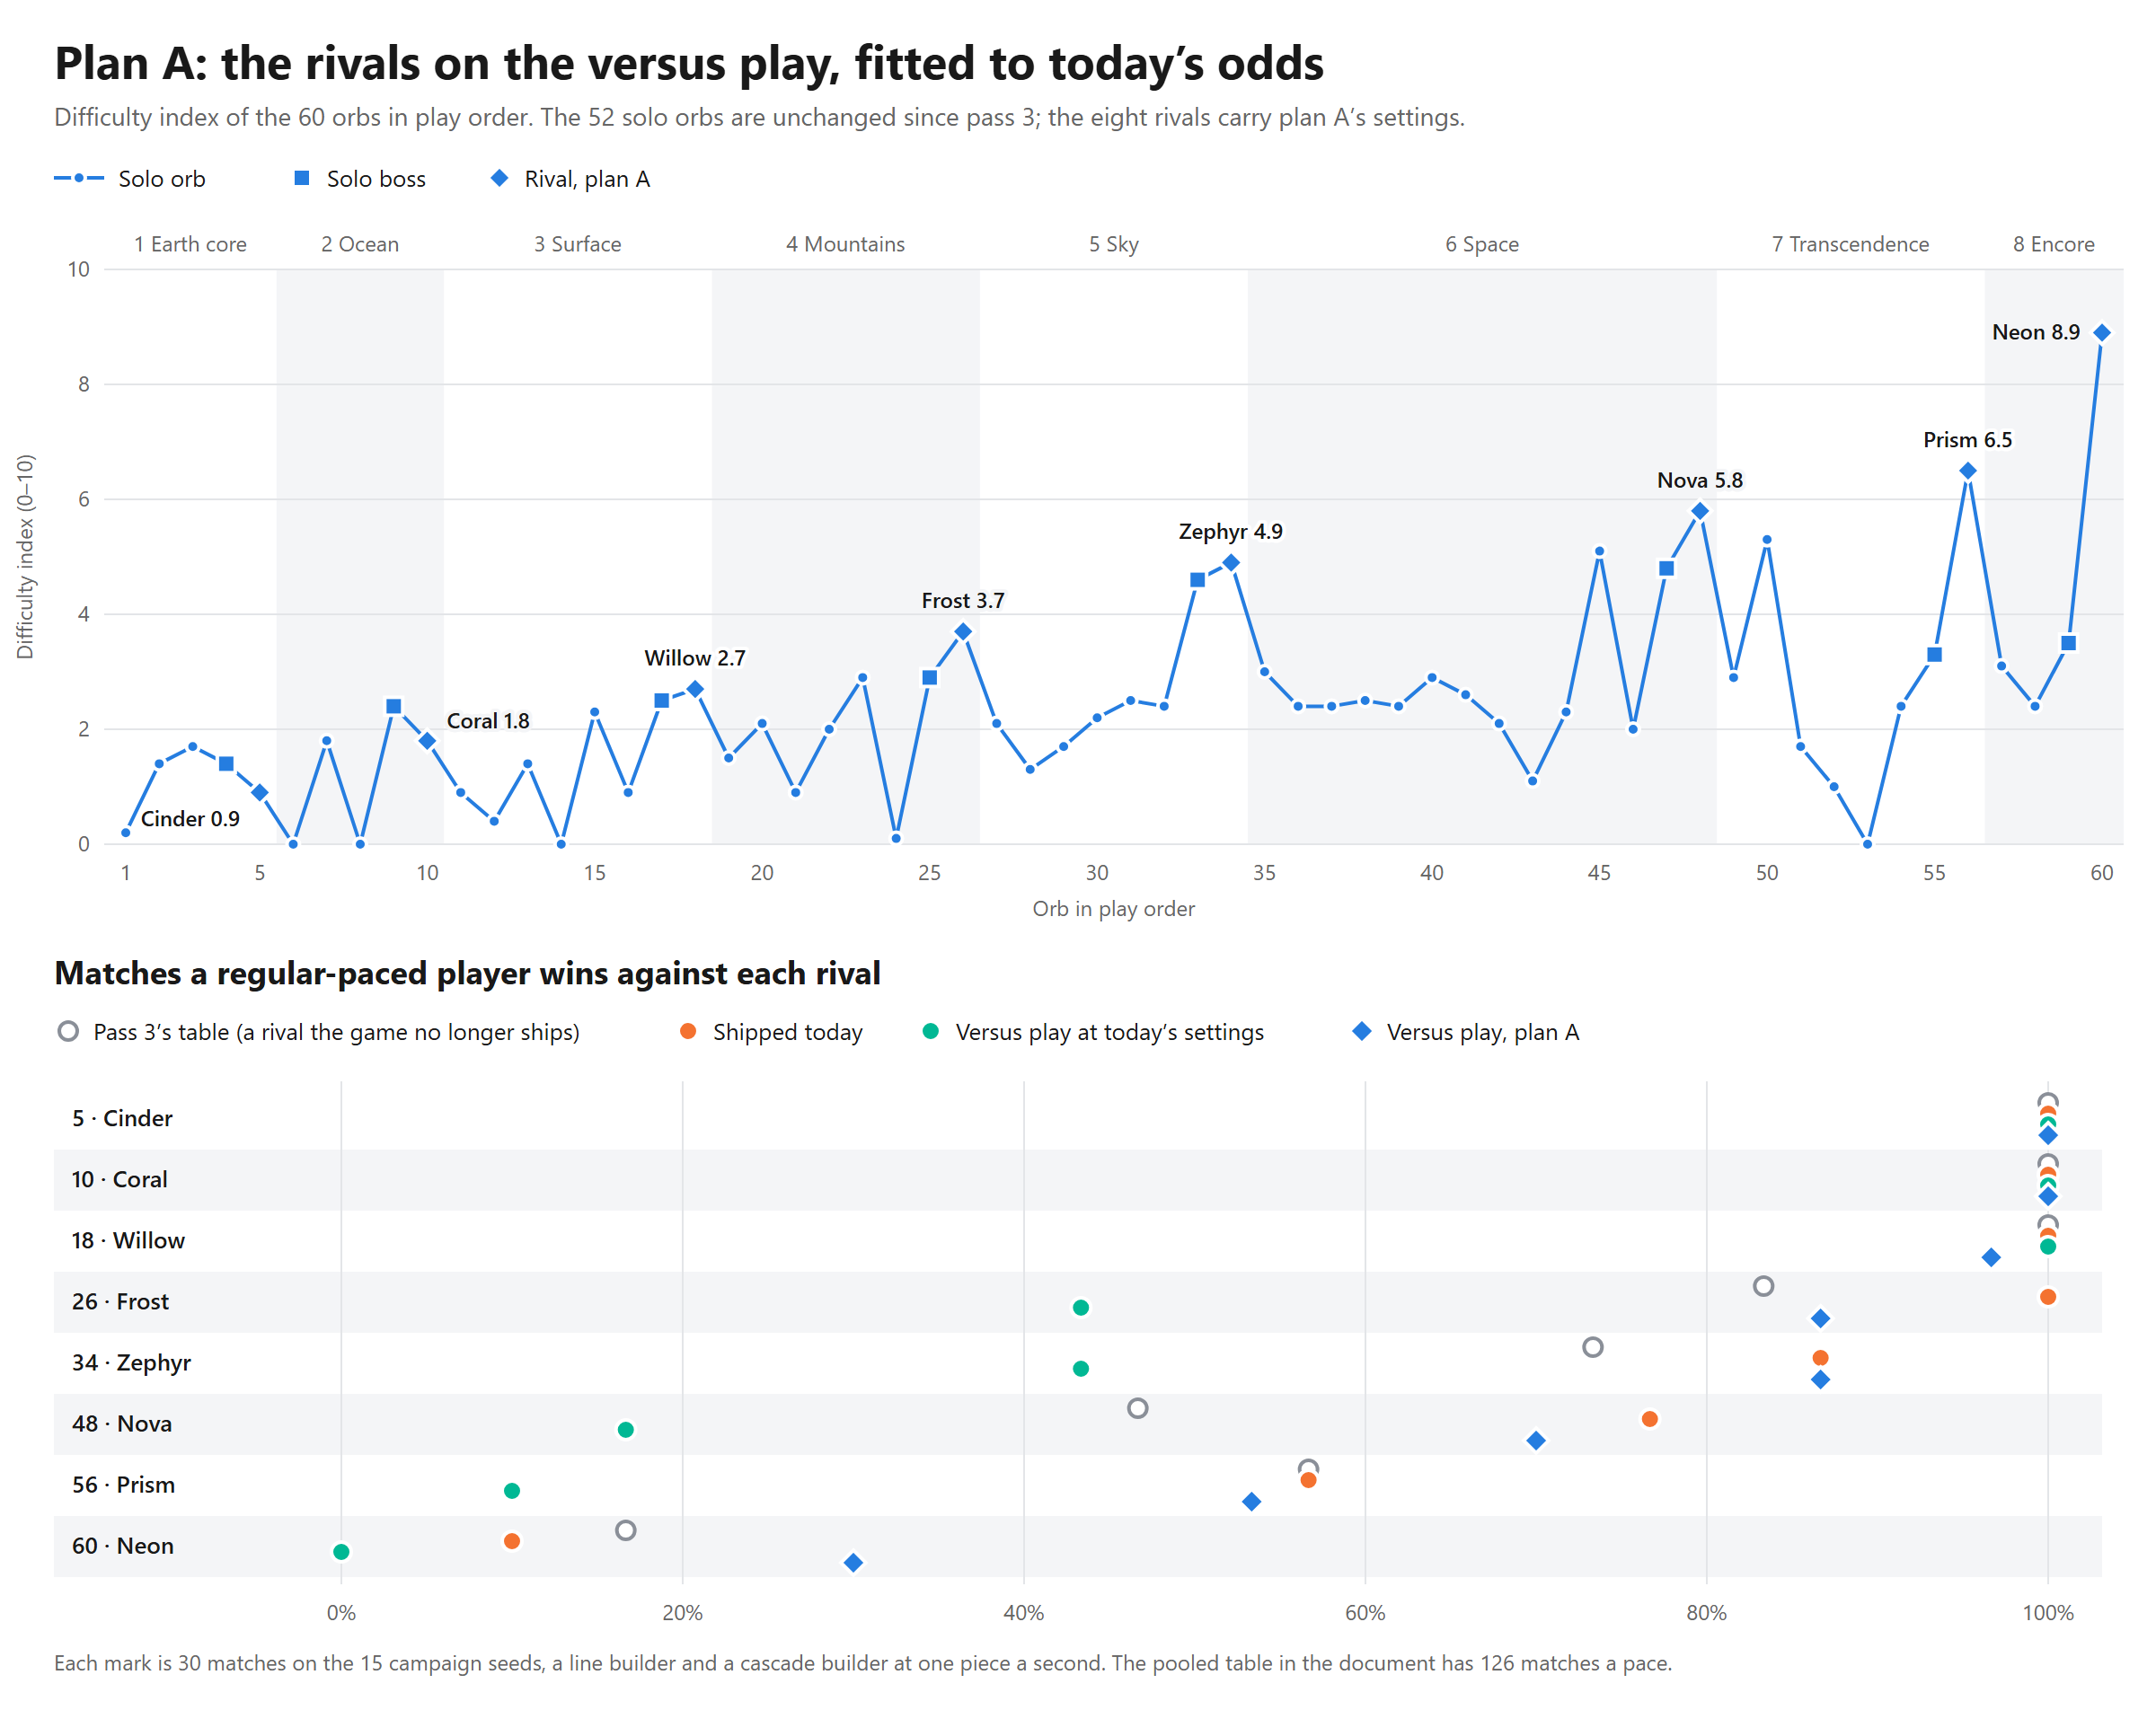 Plan A: the rivals on the versus play, fitted to today’s odds
Difficulty index of the 60 orbs in play order. The 52 solo orbs are unchanged since pass 3; the eight rivals carry plan A’s settings.
Solo orb Solo boss Rival, plan A
1 Earth core 2 Ocean 3 Surface 4 Mountains 5 Sky 6 Space 7 Transcendence 8 Encore
10
Neon 8.9
8
Prism 6.5
Nova 5.8
6
Zephyr 4.9
Frost 3.7
4
Willow 2.7
Coral 1.8
2
Cinder 0.9
0
Difficulty index (0–10)
1 5 10 15 20 25 30 35 40 45 50 55 60
Orb in play order
Matches a regular-paced player wins against each rival
Pass 3’s table (a rival the game no longer ships) Shipped today Versus play at today’s settings Versus play, plan A
5 · Cinder
10 · Coral
18 · Willow
26 · Frost
34 · Zephyr
48 · Nova
56 · Prism
60 · Neon
0% 20% 40% 60% 80% 100%
Each mark is 30 matches on the 15 campaign seeds, a line builder and a cascade builder at one piece a second. The pooled table in the document has 126 matches a pace.